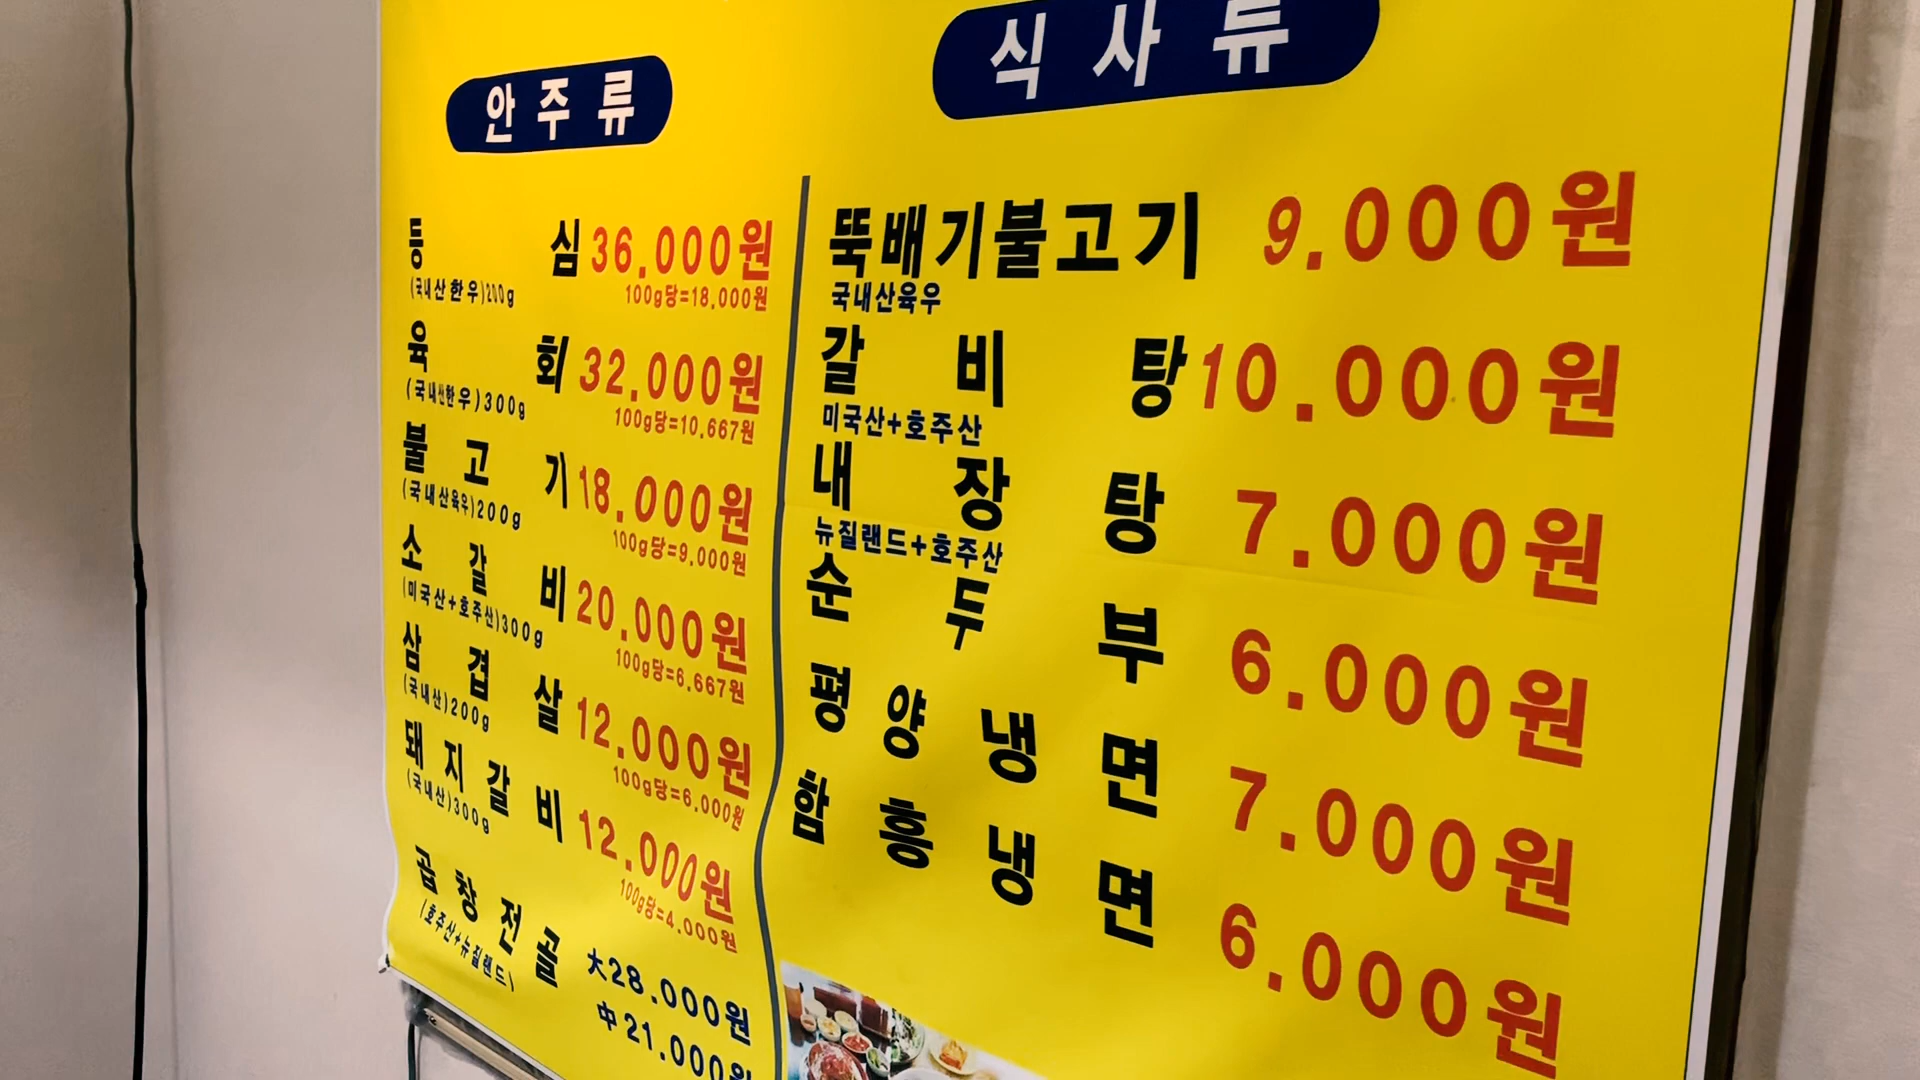 안주류
등심 36.000원
(국내산한우)200g 100g당=18,000원
육회 32.000원
(국내산한우)300g 100g당=10.667원
불고기 18.000원
(국내산육우)200g 100g당=9.000원
소갈비 20.000원
(미국산+호주산)300g 100g당=6.667원
삼겹살 12.000원
(국내산)200g 100g당=6.000원
돼지갈비 12.000원
(국내산)300g 100g당=4.000원
곱창전골 大28.000원
(호주산+뉴질랜드) 中21.000원
식사류
뚝배기불고기 9.000원
국내산육우
갈비탕 10.000원
미국산+호주산
내장탕 7.000원
뉴질랜드+호주산
순두부 6.000원
평양냉면 7.000원
함흥냉면 6.000원